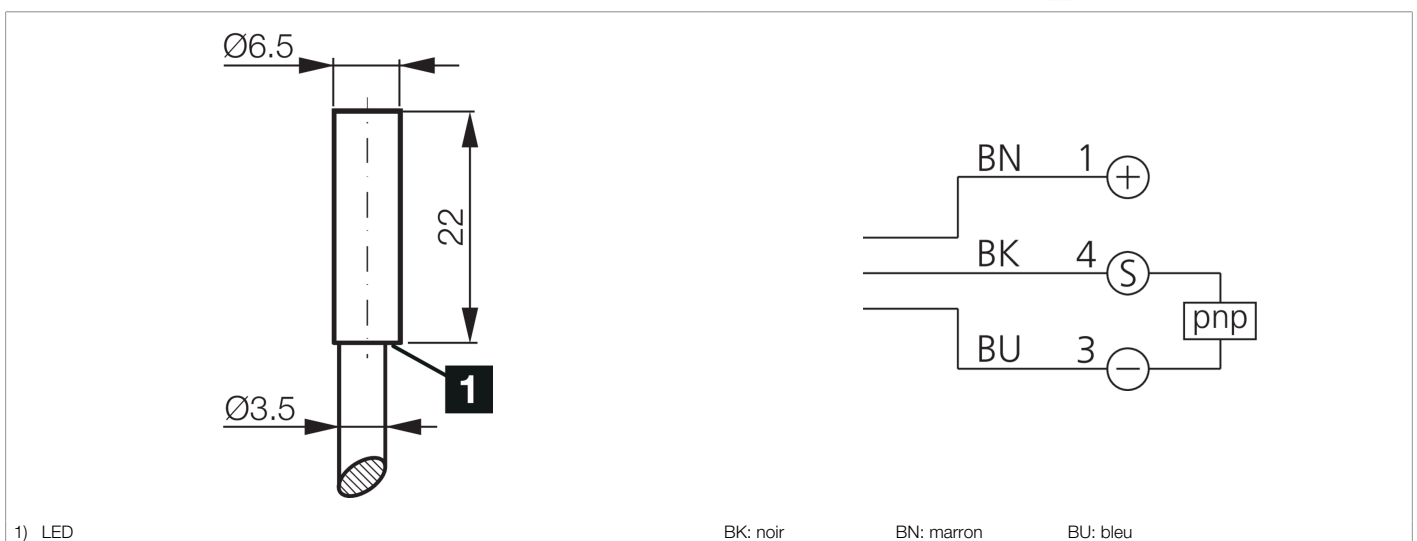 Ø6.5
22
1
Ø3.5
BN 1 +
BK 4 S
pnp
BU 3 −
1) LED
BK: noir BN: marron BU: bleu